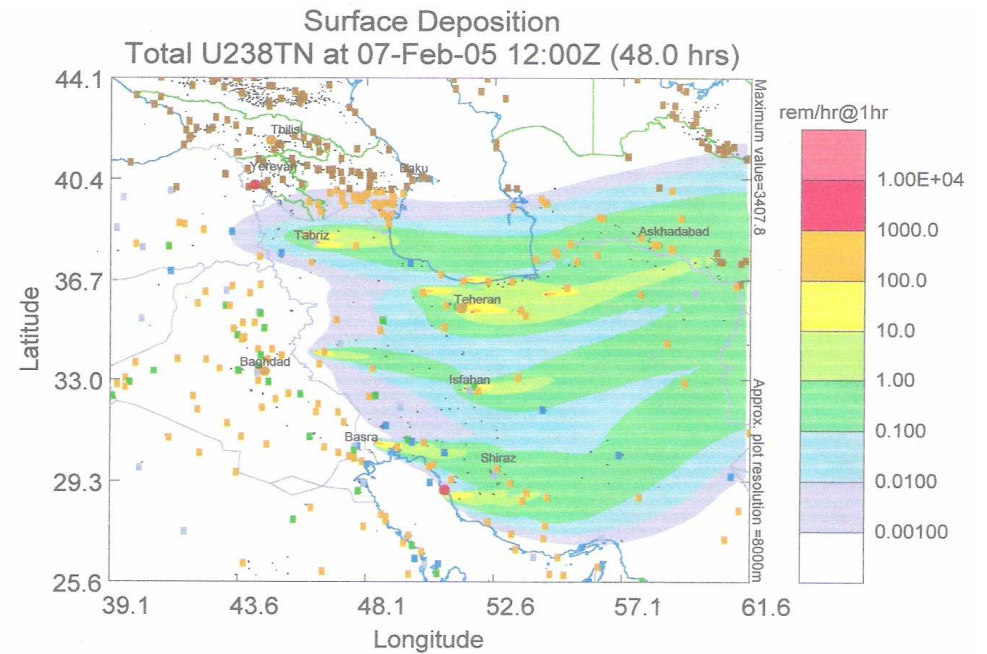 Surface Deposition
Total U238TN at 07-Feb-05 12:00Z (48.0 hrs)
44.1
40.4
36.7
33.0
29.3
25.6
Latitude
39.1
43.6
48.1
52.6
57.1
61.6
Longitude
Tbilis
Yerevan
Baku
Tabriz
Askhadabad
Teheran
Baghdad
Isfahan
Basra
Shiraz
Maximum value=3407.8
Approx. plot resolution =8000m
rem/hr@1hr
1.00E+04
1000.0
100.0
10.0
1.00
0.100
0.0100
0.00100